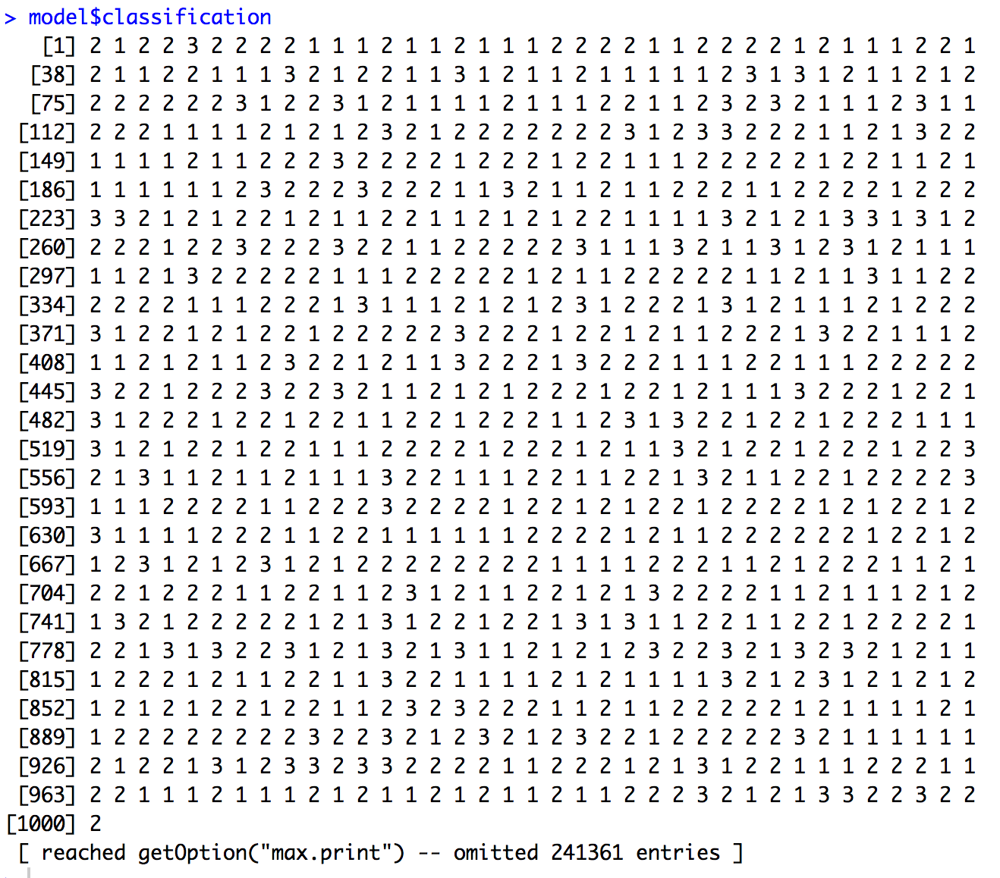 > model$classification
[1] 2 1 2 2 3 2 2 2 2 1 1 1 2 1 1 2 1 1 1 2 2 2 2 1 1 2 2 2 2 1 2 1 1 1 2 2 1
[38] 2 1 1 2 2 1 1 1 3 2 1 2 2 1 1 3 1 2 1 1 2 1 1 1 1 1 2 3 1 3 1 2 1 1 2 1 2
[75] 2 2 2 2 2 2 3 1 2 2 3 1 2 1 1 1 1 2 1 1 1 2 2 1 1 2 3 2 3 2 1 1 1 2 3 1 1
[112] 2 2 2 1 1 1 1 2 1 2 1 2 3 2 1 2 2 2 2 2 2 2 3 1 2 3 3 2 2 2 1 1 2 1 3 2 2
[149] 1 1 1 1 2 1 1 2 2 2 3 2 2 2 2 1 2 2 2 1 2 2 1 1 1 2 2 2 2 2 1 2 2 1 1 2 1
[186] 1 1 1 1 1 1 2 3 2 2 2 3 2 2 2 1 1 3 2 1 1 2 1 1 2 2 2 1 1 2 2 2 2 1 2 2 2
[223] 3 3 2 1 2 1 2 2 1 2 1 1 2 2 1 1 2 1 2 1 2 2 1 1 1 1 3 2 1 2 1 3 3 1 3 1 2
[260] 2 2 2 1 2 2 3 2 2 2 3 2 2 1 1 2 2 2 2 2 3 1 1 1 3 2 1 1 3 1 2 3 1 2 1 1 1
[297] 1 1 2 1 3 2 2 2 2 2 1 1 1 2 2 2 2 2 1 2 1 1 2 2 2 2 2 1 1 2 1 1 3 1 1 2 2
[334] 2 2 2 2 1 1 1 2 2 2 1 3 1 1 1 2 1 2 1 2 3 1 2 2 2 1 3 1 2 1 1 1 2 1 2 2 2
[371] 3 1 2 2 1 2 1 2 2 1 2 2 2 2 2 3 2 2 2 1 2 2 1 2 1 1 2 2 2 1 3 2 2 1 1 1 2
[408] 1 1 2 1 2 1 1 2 3 2 2 1 2 1 1 3 2 2 2 1 3 2 2 2 1 1 1 2 2 1 1 1 2 2 2 2 2
[445] 3 2 2 1 2 2 2 3 2 2 3 2 1 1 2 1 2 1 2 2 2 1 2 2 1 2 1 1 1 3 2 2 2 1 2 2 1
[482] 3 1 2 2 2 1 2 2 1 2 2 1 1 2 2 1 2 2 2 1 1 2 3 1 3 2 2 1 2 2 1 2 2 2 1 1 1
[519] 3 1 2 1 2 2 1 2 2 1 1 1 2 2 2 2 1 2 2 2 1 2 1 1 3 2 1 2 2 1 2 2 2 1 2 2 3
[556] 2 1 3 1 1 2 1 1 2 1 1 1 3 2 2 1 1 1 2 2 1 1 2 2 1 3 2 1 1 2 2 1 2 2 2 2 3
[593] 1 1 1 2 2 2 2 1 1 2 2 2 3 2 2 2 2 1 2 2 1 2 1 2 2 1 2 2 2 2 1 2 1 2 2 1 2
[630] 3 1 1 1 1 2 2 2 1 1 2 2 1 1 1 1 1 1 2 2 2 2 1 2 1 1 2 2 2 2 2 2 1 2 2 1 2
[667] 1 2 3 1 2 1 2 3 1 2 1 2 2 2 2 2 2 2 2 1 1 1 1 2 2 2 1 1 2 1 2 2 2 1 1 2 1
[704] 2 2 1 2 2 2 1 1 2 2 1 1 2 3 1 2 1 1 2 2 1 2 1 3 2 2 2 2 1 1 2 1 1 1 2 1 2
[741] 1 3 2 1 2 2 2 2 2 1 2 1 3 1 2 2 1 2 2 1 3 1 3 1 1 2 2 1 1 2 2 1 2 2 2 2 1
[778] 2 2 1 3 1 3 2 2 3 1 2 1 3 2 1 3 1 1 2 1 2 1 2 3 2 2 3 2 1 3 2 3 2 1 2 1 1
[815] 1 2 2 2 1 2 1 1 2 2 1 1 3 2 2 1 1 1 1 2 1 2 1 1 1 1 3 2 1 2 3 1 2 1 2 1 2
[852] 1 2 1 2 1 2 2 1 2 2 1 1 2 3 2 3 2 2 2 1 1 2 1 1 2 2 2 2 2 1 2 1 1 1 1 2 1
[889] 1 2 2 2 2 2 2 2 2 3 2 2 3 2 1 2 3 2 1 2 3 2 2 1 2 2 2 2 2 3 2 1 1 1 1 1 1
[926] 2 1 2 2 1 3 1 2 3 3 2 3 3 2 2 2 2 1 1 2 2 2 1 2 1 3 1 2 2 1 1 1 2 2 2 1 1
[963] 2 2 1 1 1 2 1 1 1 2 1 2 1 1 2 1 2 1 1 2 1 1 2 2 2 3 2 1 2 1 3 3 2 2 3 2 2
[1000] 2
[ reached getOption("max.print") -- omitted 241361 entries ]